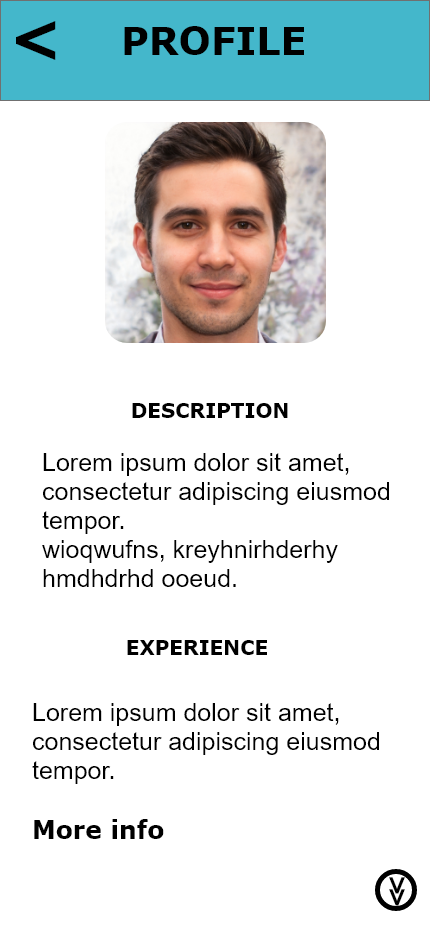 < PROFILE
DESCRIPTION
Lorem ipsum dolor sit amet,
consectetur adipiscing eiusmod
tempor.
wioqwufns, kreyhnirhderhy
hmdhdrhd ooeud.
EXPERIENCE
Lorem ipsum dolor sit amet,
consectetur adipiscing eiusmod
tempor.
More info